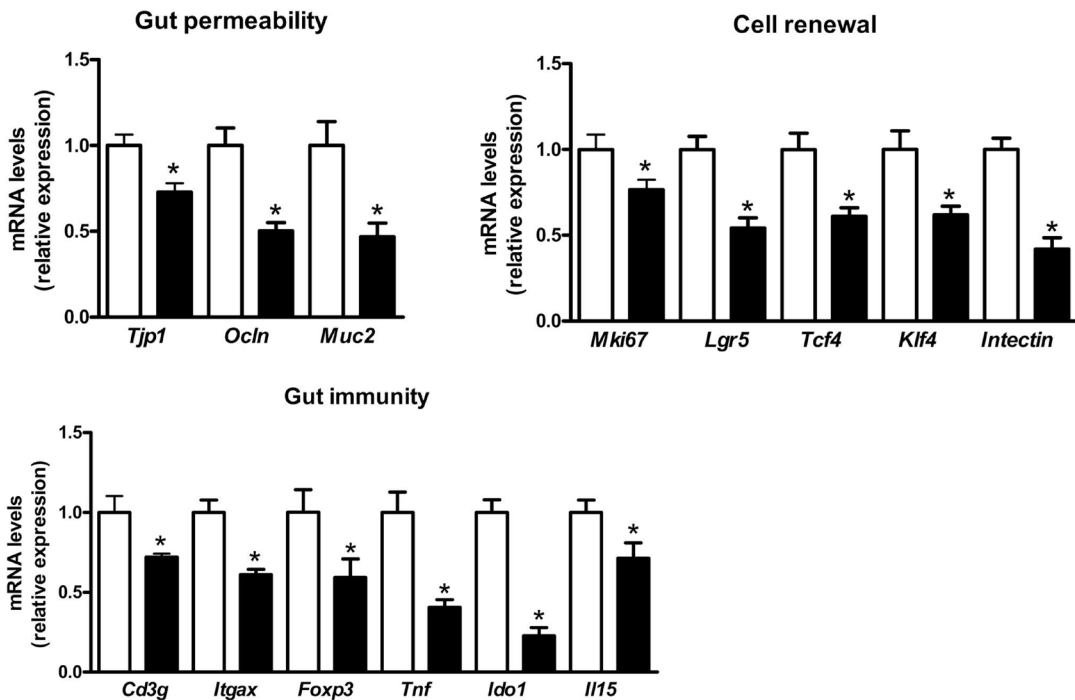 Gut permeability
mRNA levels
(relative expression)
1.5
1.0
0.5
0.0
*
*
*
Tjp1
Ocln
Muc2
Cell renewal
mRNA levels
(relative expression)
1.5
1.0
0.5
0.0
*
*
*
*
*
Mki67
Lgr5
Tcf4
Klf4
Intectin
Gut immunity
mRNA levels
(relative expression)
1.5
1.0
0.5
0.0
*
*
*
*
*
*
Cd3g
Itgax
Foxp3
Tnf
Ido1
Il15